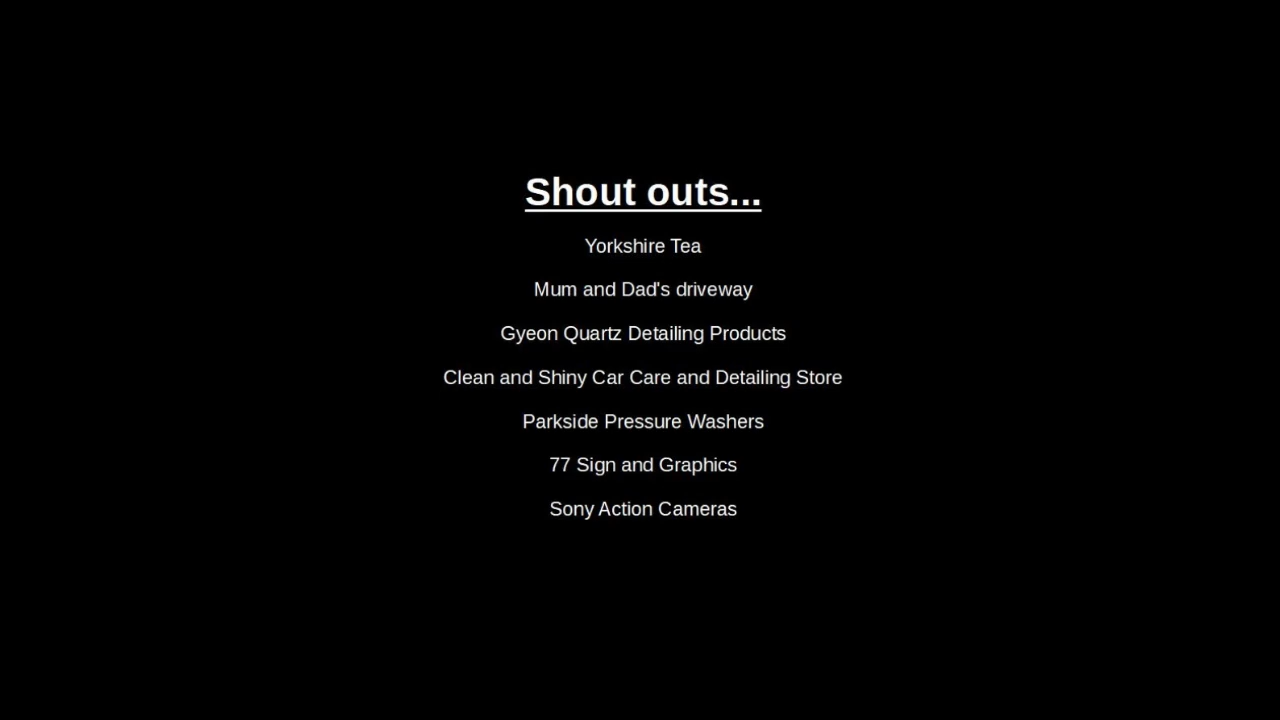 Shout outs...
Yorkshire Tea
Mum and Dad's driveway
Gyeon Quartz Detailing Products
Clean and Shiny Car Care and Detailing Store
Parkside Pressure Washers
77 Sign and Graphics
Sony Action Cameras